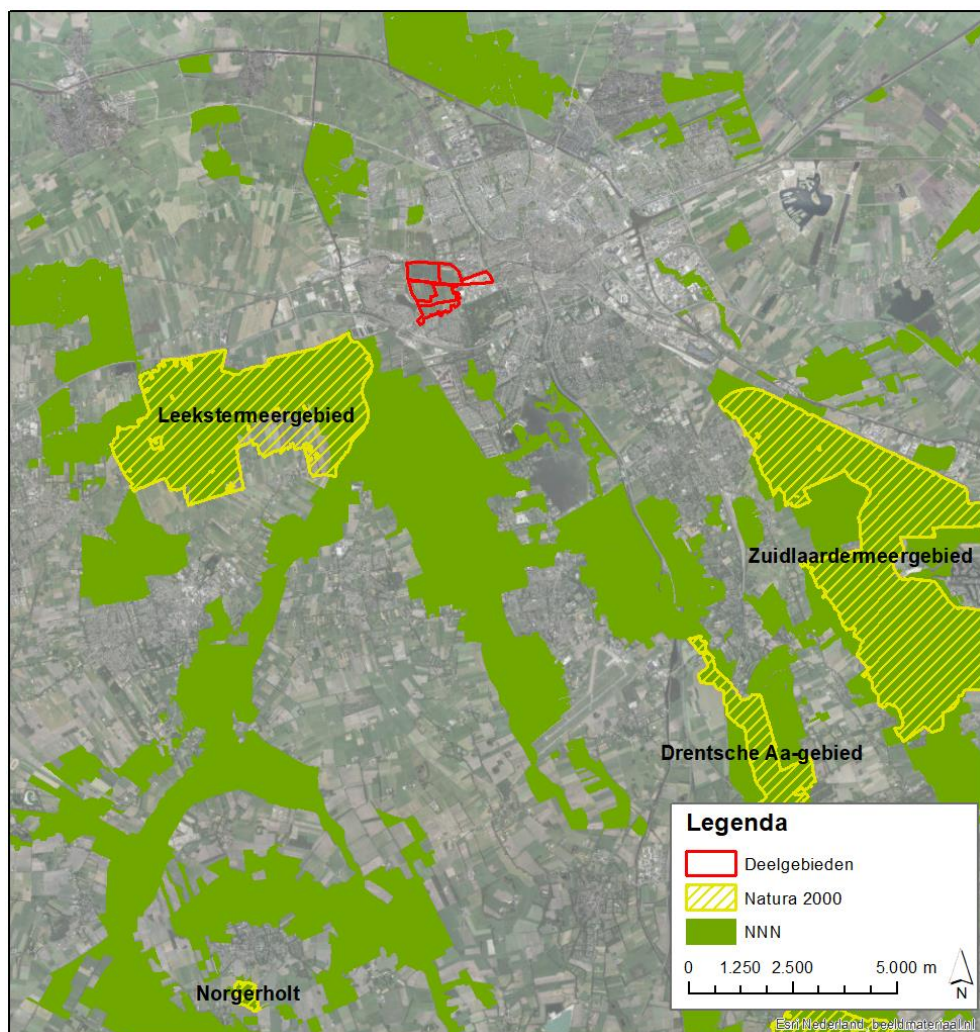 Leekstermeergebied
Zuidlaardermeergebied
Drentsche Aa-gebied
Norgerholt
Legenda
Deelgebieden
Natura 2000
NNN
0 1.250 2.500 5.000 m
N
Esri Nederland, beeldmateriaal.nl